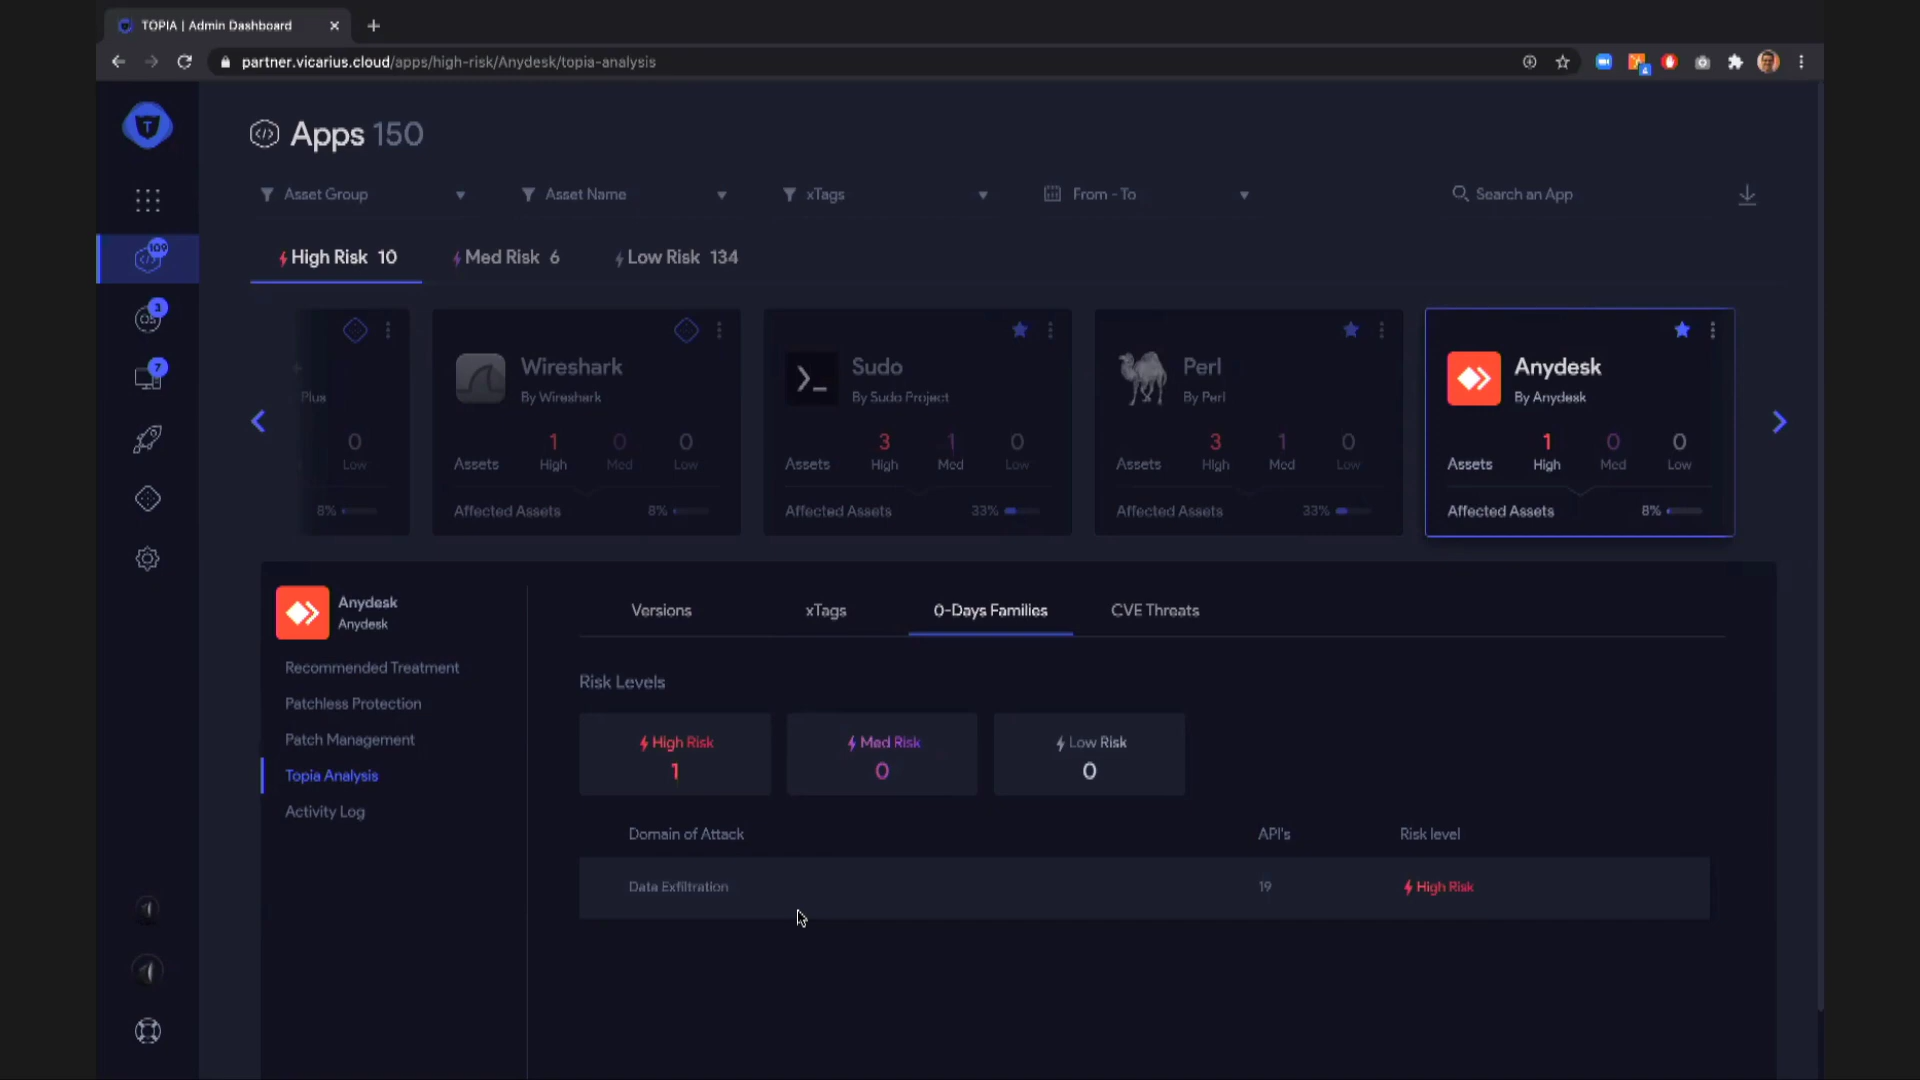 TOPIA | Admin Dashboard
partner.vicarius.cloud/apps/high-risk/Anydesk/topia-analysis
T
Apps 150
Asset Group
Asset Name
xTags
From - To
Search an App
109
High Risk 10
Med Risk 6
Low Risk 134
3
OS
7
Plus
0
Low
8%
Wireshark
By Wireshark
Assets
1 High
0 Med
0 Low
Affected Assets 8%
Sudo
By Sudo Project
Assets
3 High
1 Med
0 Low
Affected Assets 33%
Perl
By Perl
Assets
3 High
1 Med
0 Low
Affected Assets 33%
Anydesk
By Anydesk
Assets
1 High
0 Med
0 Low
Affected Assets 8%
Anydesk
Anydesk
Recommended Treatment
Patchless Protection
Patch Management
Topia Analysis
Activity Log
Versions
xTags
0-Days Families
CVE Threats
Risk Levels
High Risk
1
Med Risk
0
Low Risk
0
Domain of Attack API's Risk level
Data Exfiltration 19 High Risk